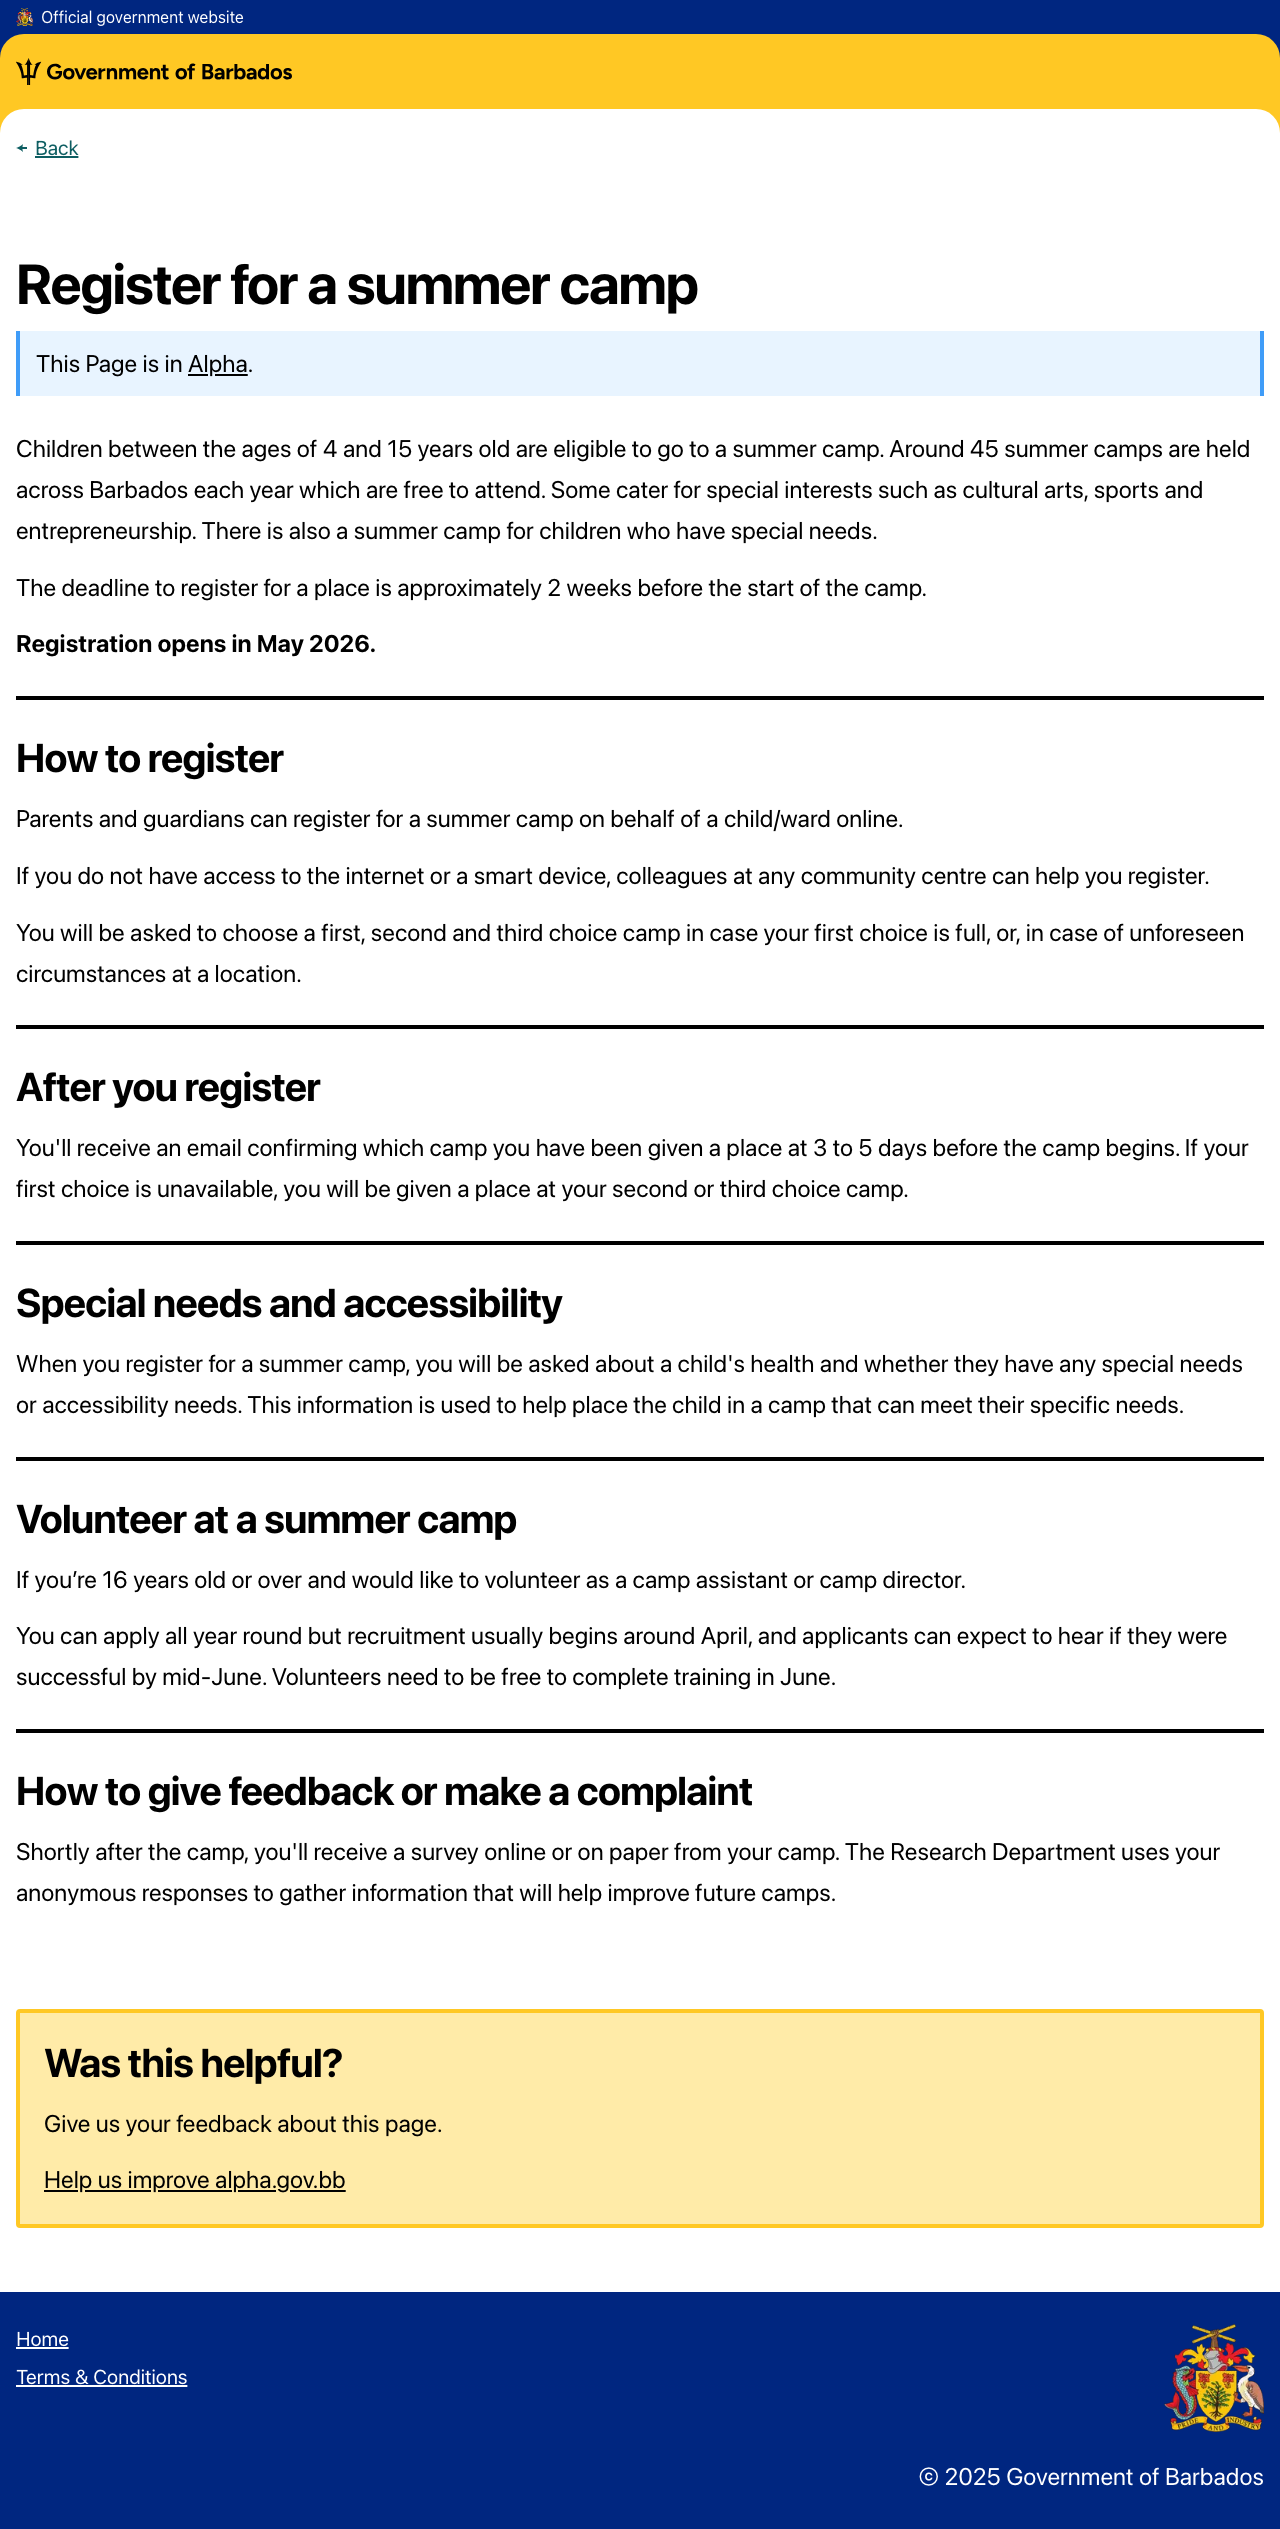 Official government website
Government of Barbados
Back
Register for a summer camp
This Page is in Alpha.
Children between the ages of 4 and 15 years old are eligible to go to a summer camp. Around 45 summer camps are held
across Barbados each year which are free to attend. Some cater for special interests such as cultural arts, sports and
entrepreneurship. There is also a summer camp for children who have special needs.
The deadline to register for a place is approximately 2 weeks before the start of the camp.
Registration opens in May 2026.
How to register
Parents and guardians can register for a summer camp on behalf of a child/ward online.
If you do not have access to the internet or a smart device, colleagues at any community centre can help you register.
You will be asked to choose a first, second and third choice camp in case your first choice is full, or, in case of unforeseen
circumstances at a location.
After you register
You'll receive an email confirming which camp you have been given a place at 3 to 5 days before the camp begins. If your
first choice is unavailable, you will be given a place at your second or third choice camp.
Special needs and accessibility
When you register for a summer camp, you will be asked about a child's health and whether they have any special needs
or accessibility needs. This information is used to help place the child in a camp that can meet their specific needs.
Volunteer at a summer camp
If you’re 16 years old or over and would like to volunteer as a camp assistant or camp director.
You can apply all year round but recruitment usually begins around April, and applicants can expect to hear if they were
successful by mid-June. Volunteers need to be free to complete training in June.
How to give feedback or make a complaint
Shortly after the camp, you'll receive a survey online or on paper from your camp. The Research Department uses your
anonymous responses to gather information that will help improve future camps.
Was this helpful?
Give us your feedback about this page.
Help us improve alpha.gov.bb
Home
Terms & Conditions
PRIDE AND INDUSTRY
© 2025 Government of Barbados